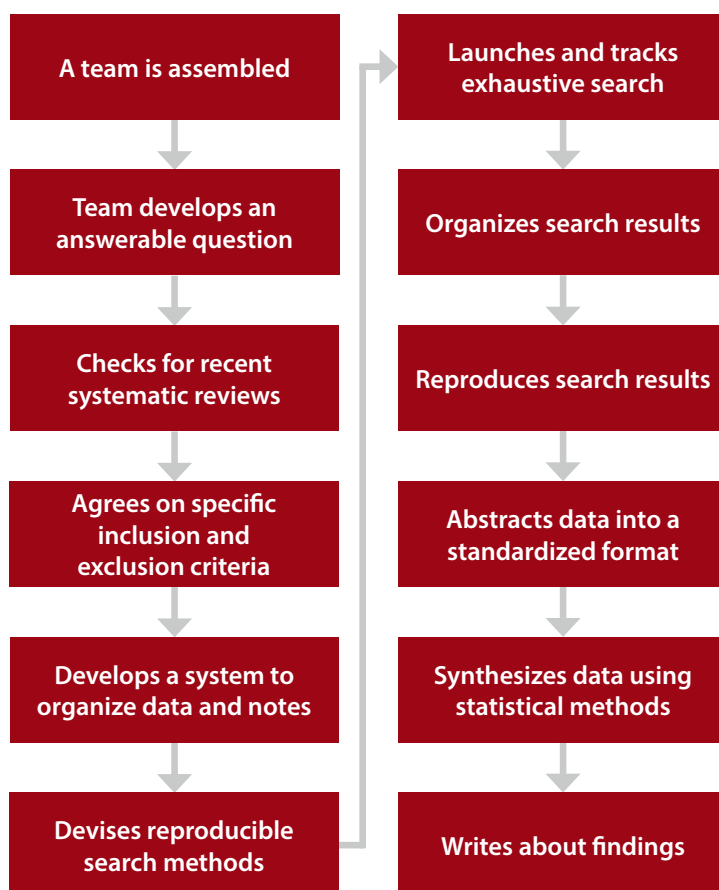 A team is assembled
Team develops an
answerable question
Checks for recent
systematic reviews
Agrees on specific
inclusion and
exclusion criteria
Develops a system to
organize data and notes
Devises reproducible
search methods
Launches and tracks
exhaustive search
Organizes search results
Reproduces search results
Abstracts data into a
standardized format
Synthesizes data using
statistical methods
Writes about findings